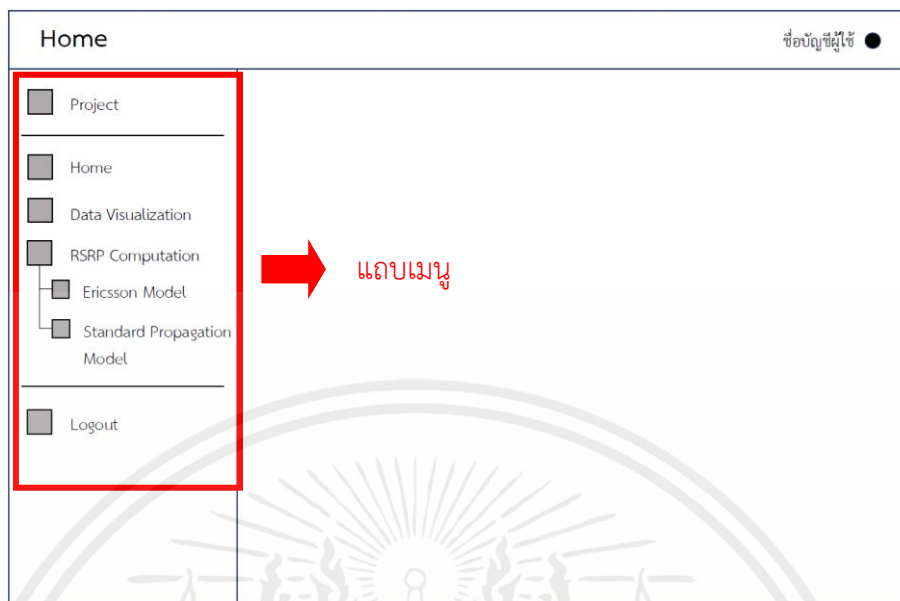 Home
ชื่อบัญชีผู้ใช้
Project
Home
Data Visualization
RSRP Computation
Ericsson Model
Standard Propagation
Model
Logout
แถบเมนู